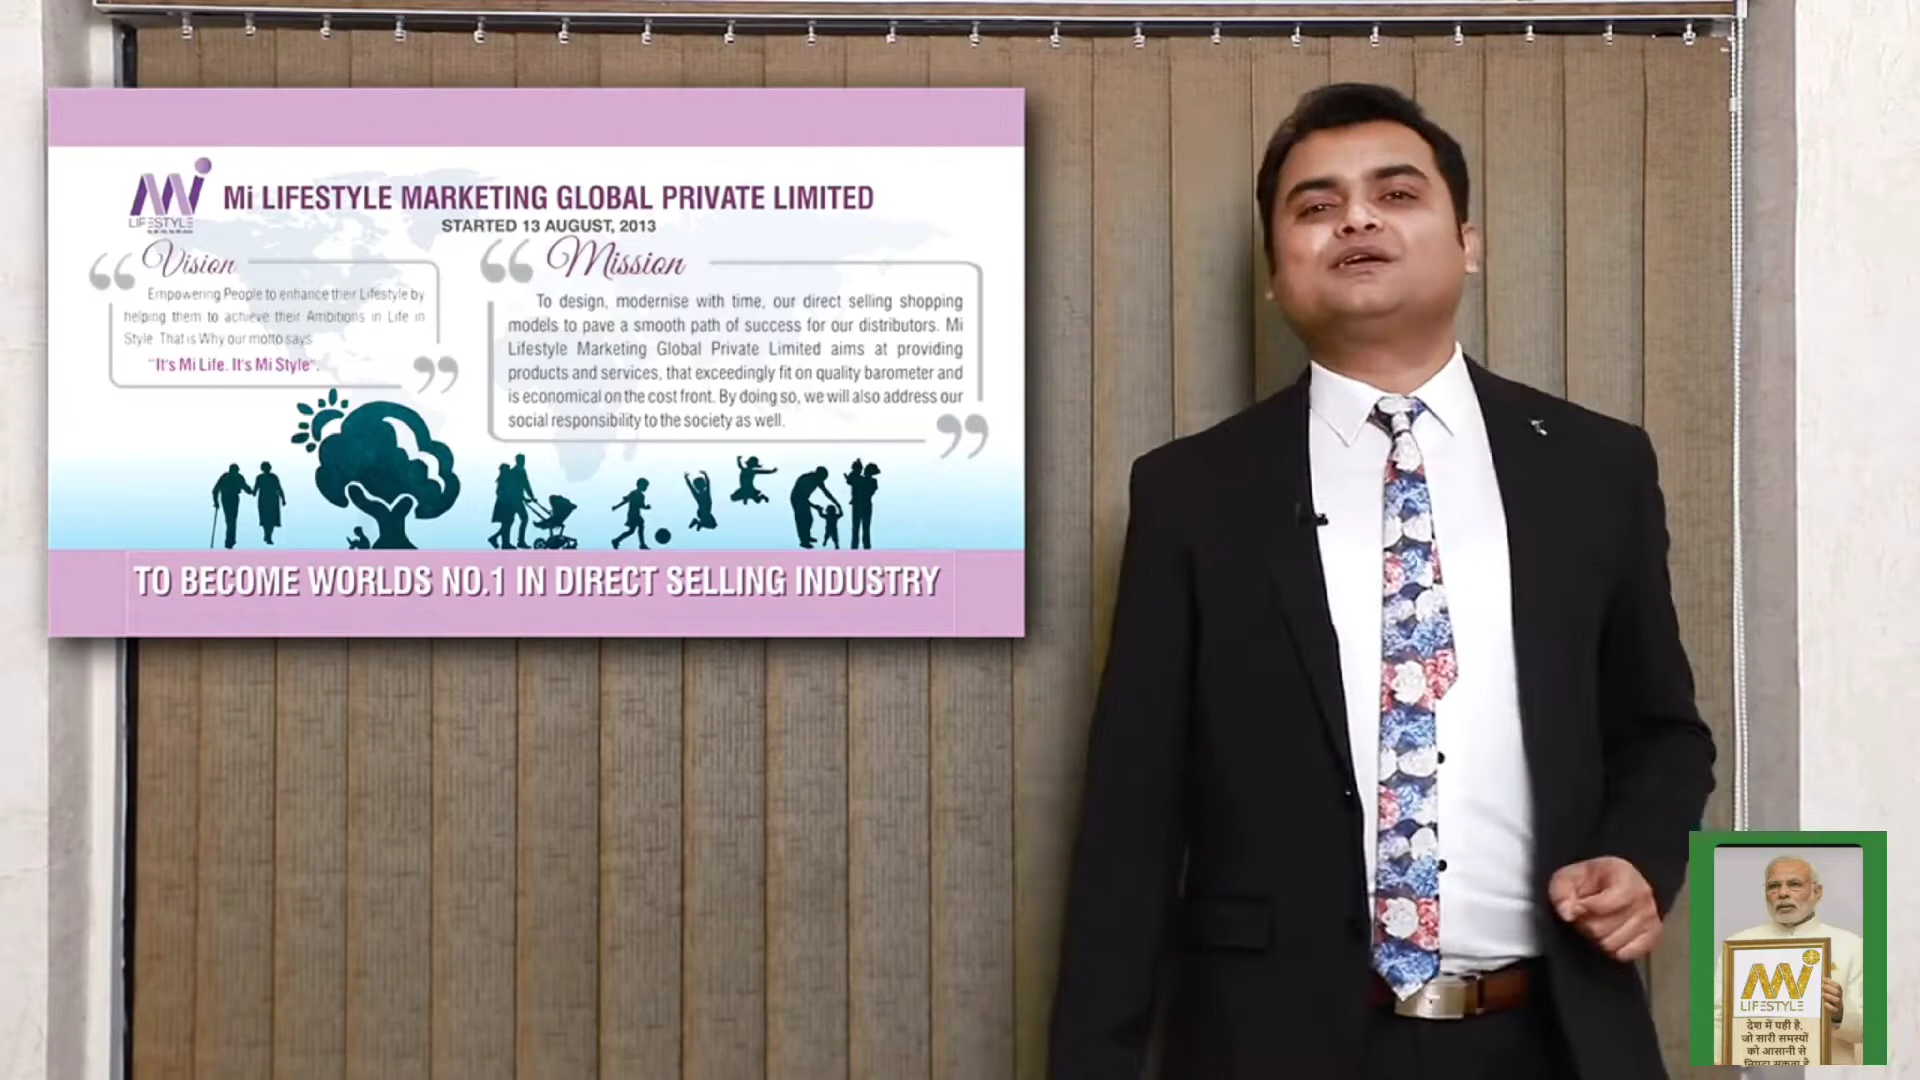 Mi LIFESTYLE MARKETING GLOBAL PRIVATE LIMITED
LIFESTYLE
STARTED 13 AUGUST, 2013
Vision
Empowering People to enhance their Lifestyle by
helping them to achieve their Ambitions in Life in
Style. That is Why our motto says
"It's Mi Life. It's Mi Style".
Mission
To design, modernise with time, our direct selling shopping
models to pave a smooth path of success for our distributors. Mi
Lifestyle Marketing Global Private Limited aims at providing
products and services, that exceedingly fit on quality barometer and
is economical on the cost front. By doing so, we will also address our
social responsibility to the society as well.
TO BECOME WORLDS NO.1 IN DIRECT SELLING INDUSTRY
LIFESTYLE
देश में यही है,
जो सारी समस्यों
को आसानी से